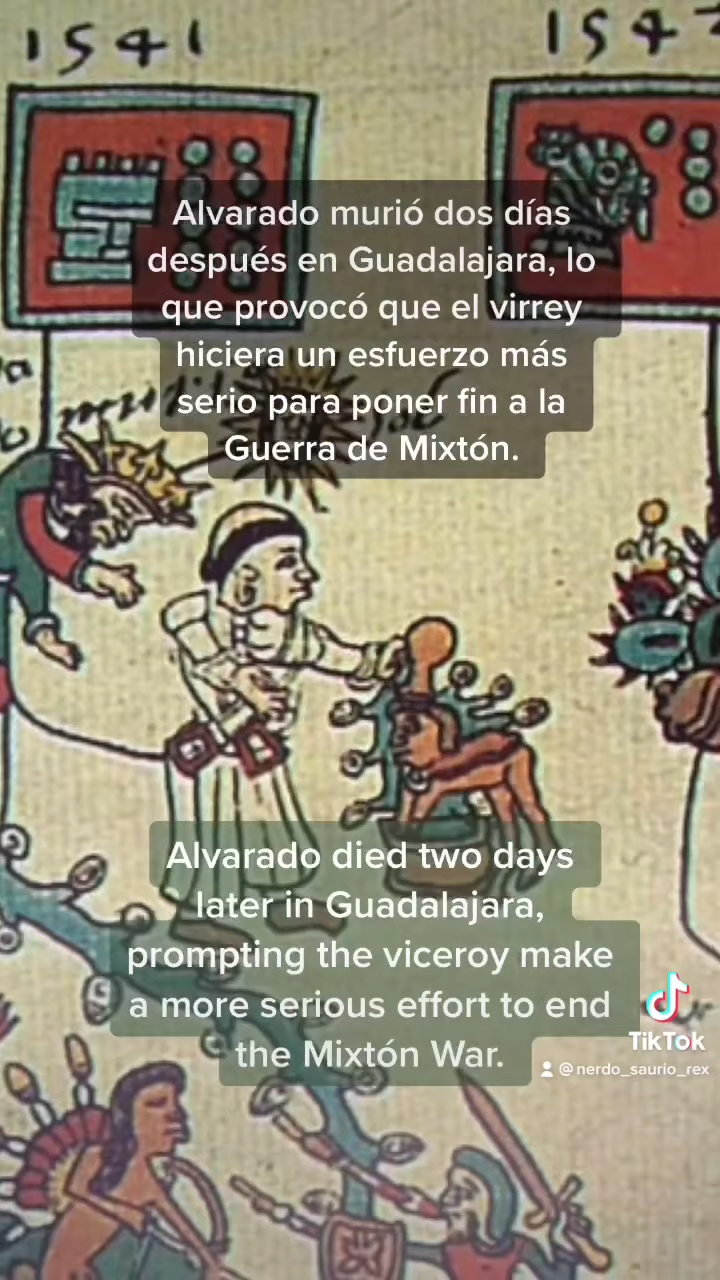 1541
154
Alvarado murió dos días
después en Guadalajara, lo
que provocó que el virrey
hiciera un esfuerzo más
serio para poner fin a la
Guerra de Mixtón.
Alvarado died two days
later in Guadalajara,
prompting the viceroy make
a more serious effort to end
the Mixtón War.
TikTok
@nerdo_saurio_rex